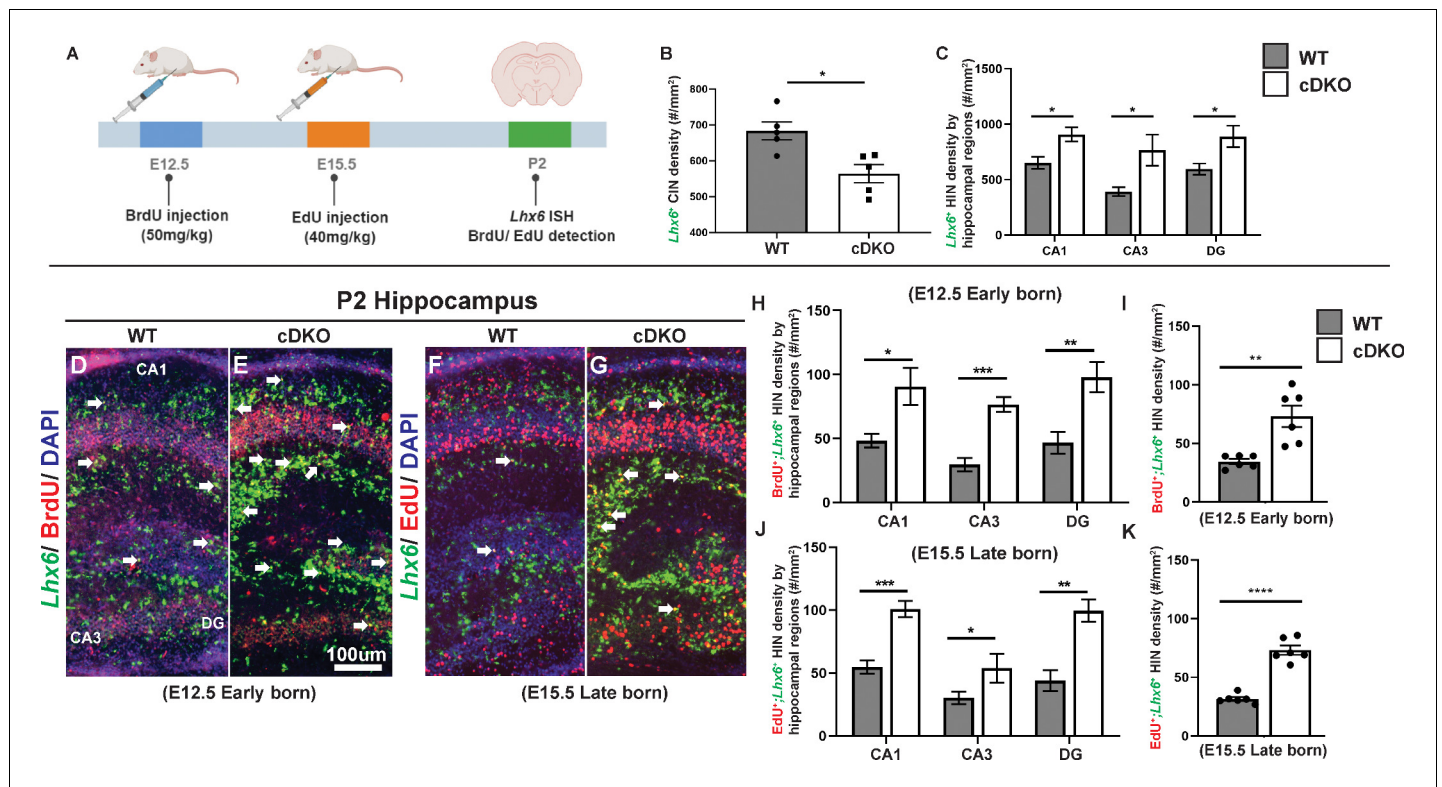 A
E12.5
E15.5
P2
BrdU injection
(50mg/kg)
EdU injection
(40mg/kg)
Lhx6 ISH
BrdU/ EdU detection
B
Lhx6⁺ CIN density (#/mm²)
800
700
600
500
400
*
WT
cDKO
C
Lhx6⁺ HIN density by
hippocampal regions (#/mm²)
1500
1000
500
0
*
*
*
CA1
CA3
DG
WT
cDKO
P2 Hippocampus
WT
cDKO
WT
cDKO
Lhx6/ BrdU/ DAPI
D
CA1
CA3
DG
E
100um
(E12.5 Early born)
Lhx6/ EdU/ DAPI
F
G
(E15.5 Late born)
H
(E12.5 Early born)
BrdU⁺;Lhx6⁺ HIN density by
hippocampal regions (#/mm²)
150
100
50
0
*
***
**
CA1
CA3
DG
I
BrdU⁺;Lhx6⁺ HIN density (#/mm²)
150
100
50
0
**
(E12.5 Early born)
WT
cDKO
J
(E15.5 Late born)
EdU⁺;Lhx6⁺ HIN density by
hippocampal regions (#/mm²)
150
100
50
0
***
*
**
CA1
CA3
DG
K
EdU⁺;Lhx6⁺ HIN density (#/mm²)
150
100
50
0
****
(E15.5 Late born)